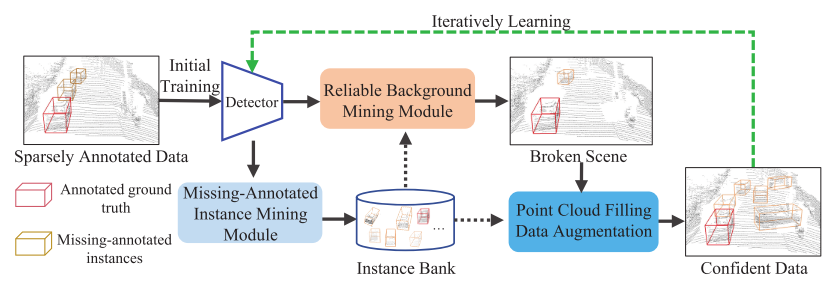 Iteratively Learning
Initial
Training
Detector
Reliable Background
Mining Module
Sparsely Annotated Data
Broken Scene
Annotated ground
truth
Missing-annotated
instances
Missing-Annotated
Instance Mining
Module
...
Instance Bank
Point Cloud Filling
Data Augmentation
Confident Data